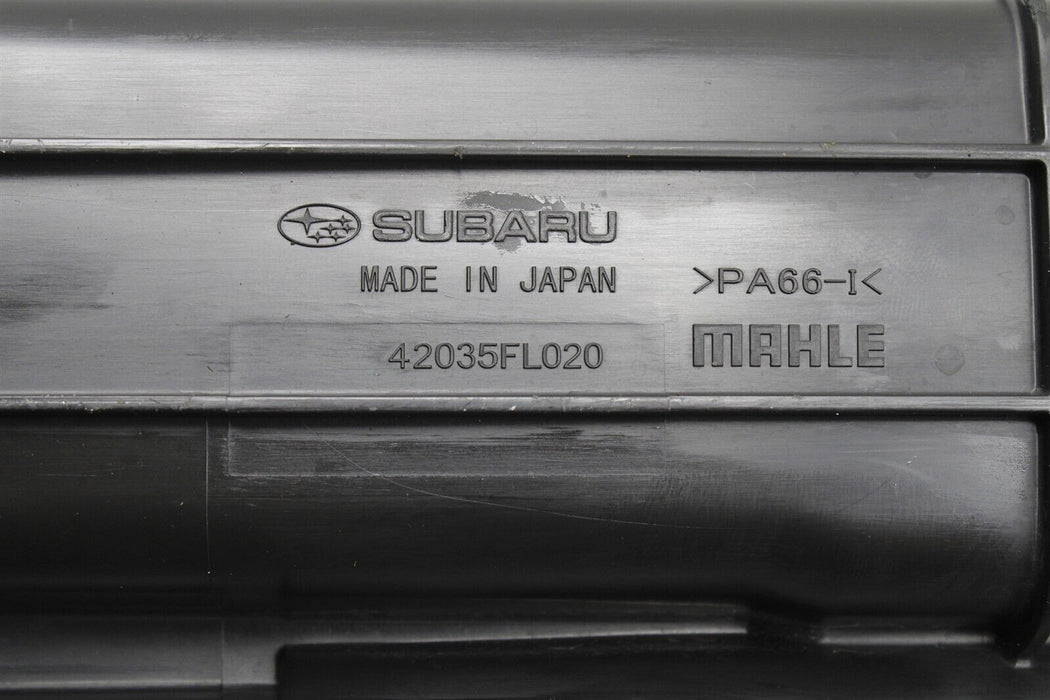 SUBARU
MADE IN JAPAN
>PA66-I<
42035FL020
MAHLE